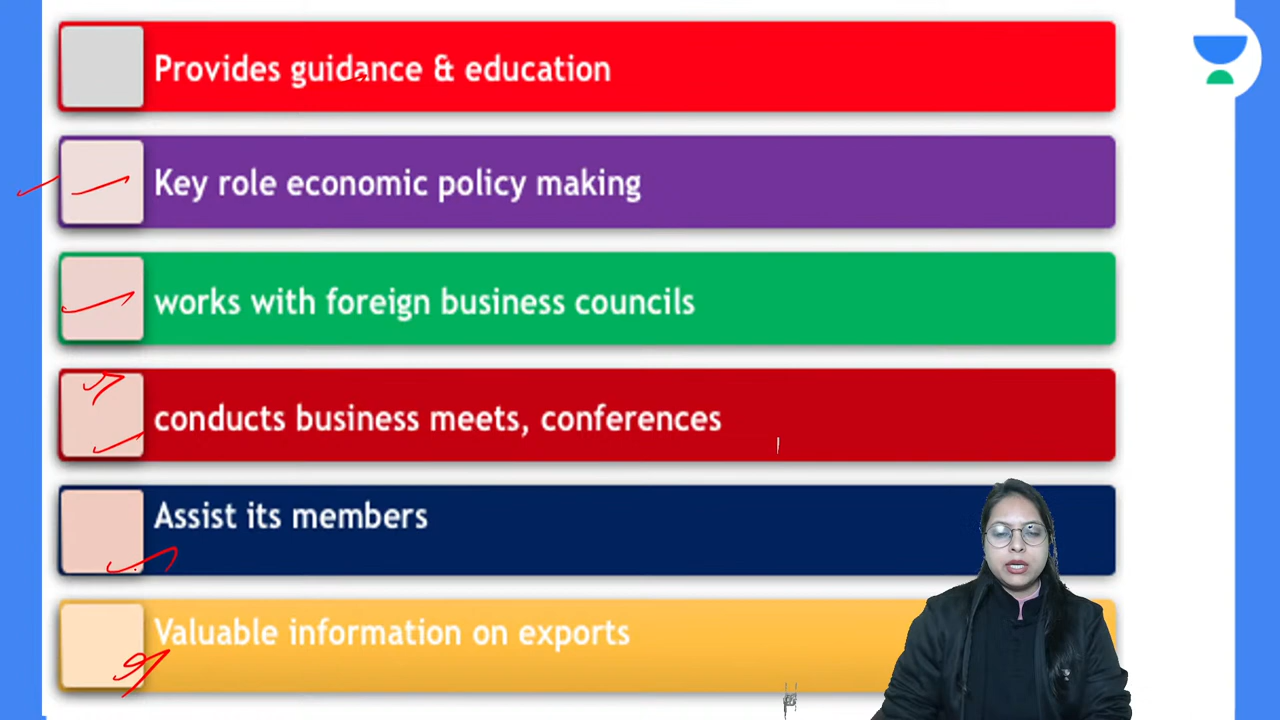 Provides guidance & education
Key role economic policy making
works with foreign business councils
conducts business meets, conferences
Assist its members
Valuable information on exports